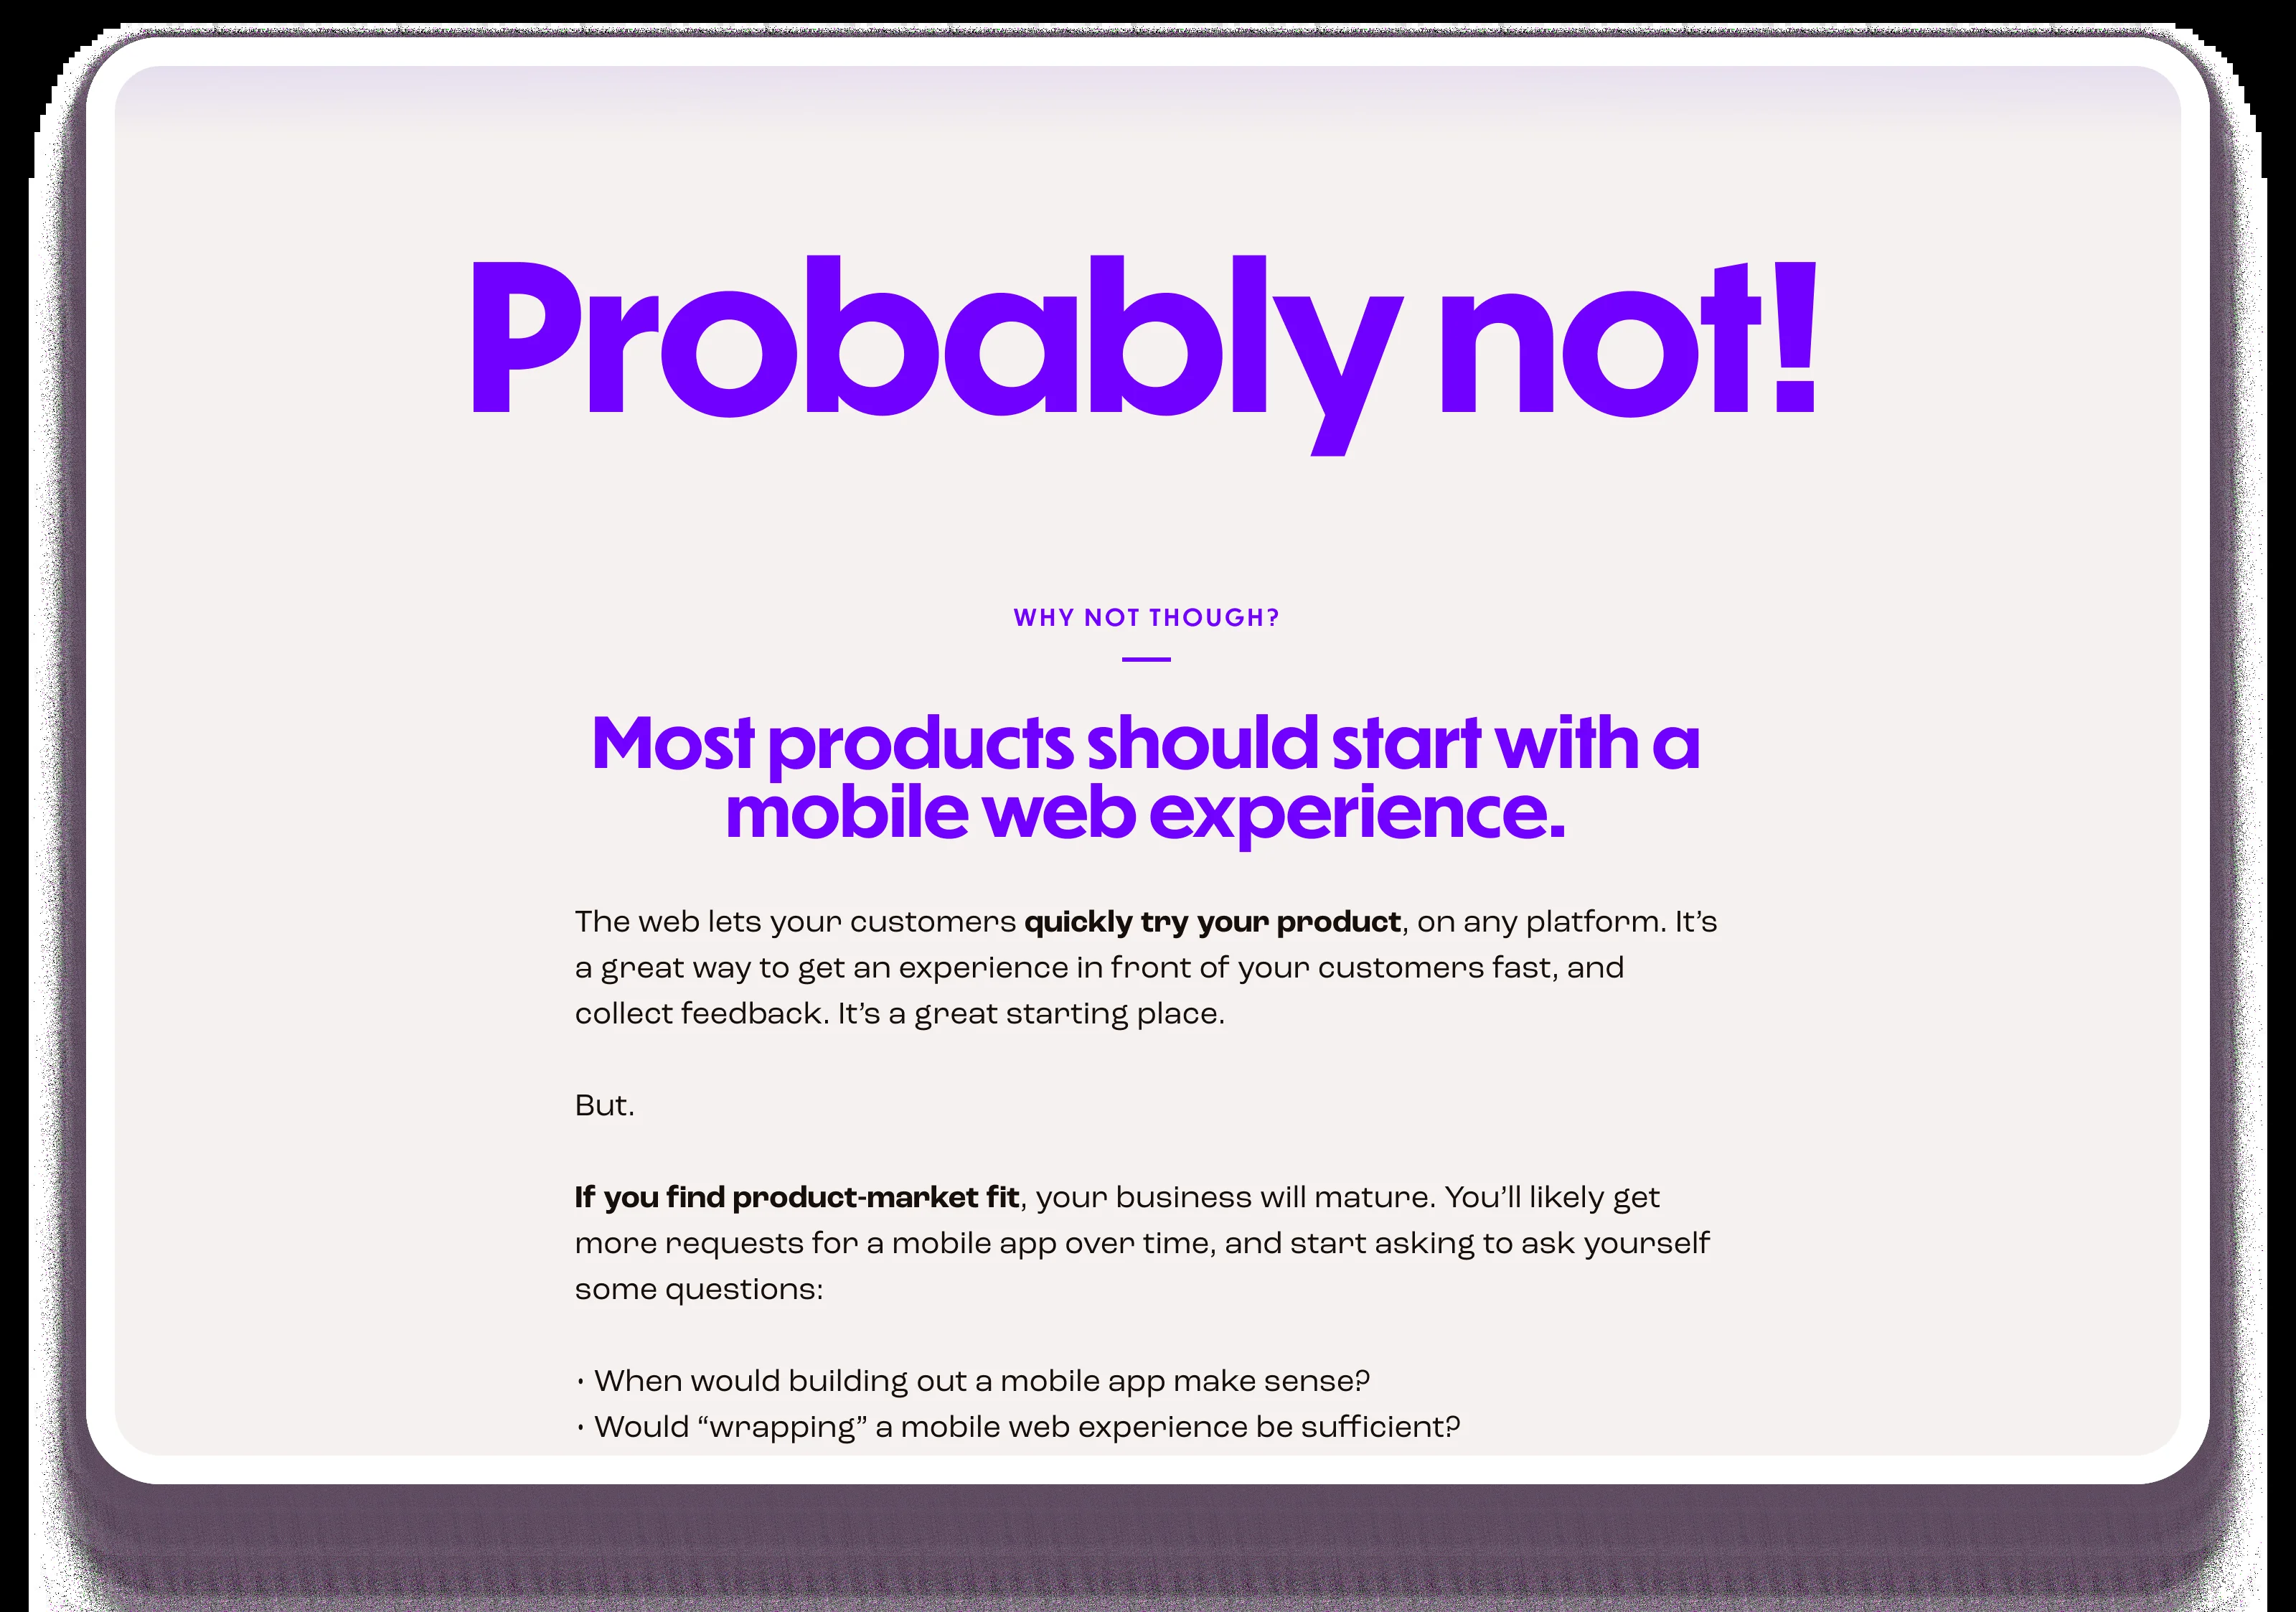 Probably not!
WHY NOT THOUGH?
Most products should start with a
mobile web experience.
The web lets your customers quickly try your product, on any platform. It’s
a great way to get an experience in front of your customers fast, and
collect feedback. It’s a great starting place.
But.
If you find product-market fit, your business will mature. You’ll likely get
more requests for a mobile app over time, and start asking to ask yourself
some questions:
• When would building out a mobile app make sense?
• Would “wrapping” a mobile web experience be sufficient?